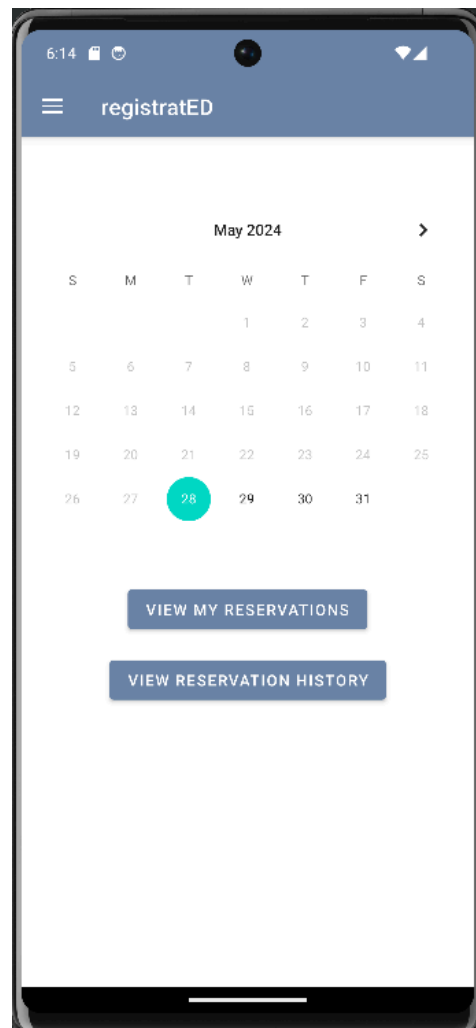 6:14
registratED
May 2024
S M T W T F S
1 2 3 4
5 6 7 8 9 10 11
12 13 14 15 16 17 18
19 20 21 22 23 24 25
26 27 28 29 30 31
VIEW MY RESERVATIONS
VIEW RESERVATION HISTORY